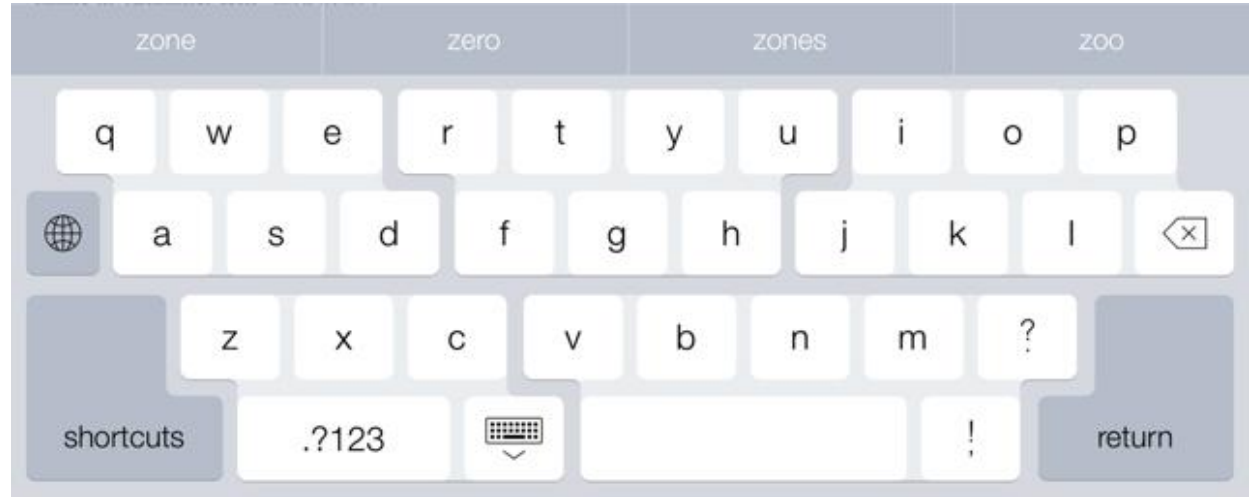 zone zero zones zoo
q w e r t y u i o p
a s d f g h j k l
z x c v b n m ? .
shortcuts .?123 ! , return